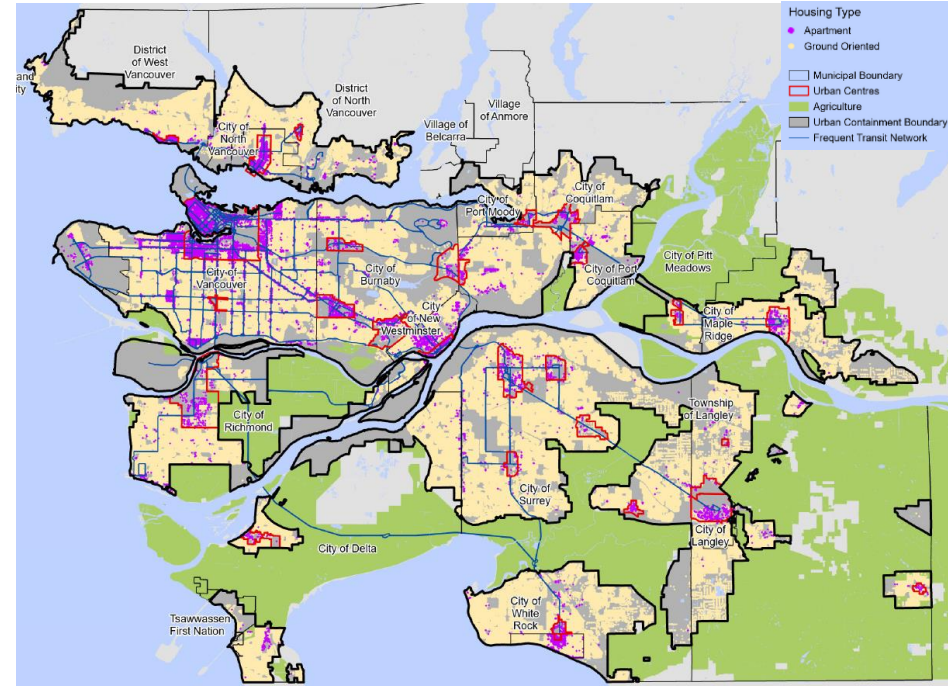 Housing Type
Apartment
Ground Oriented
Municipal Boundary
Urban Centres
Agriculture
Urban Containment Boundary
Frequent Transit Network
District
of West
Vancouver
and
ity
District
of North
Vancouver
Village
of Anmore
Village of
Belcarra
City of
North
Vancouver
City of
Port Moody
City of
Coquitlam
City of Pitt
Meadows
City of Port
Coquitlam
City of
Vancouver
City of
Burnaby
City
of New
Westminster
City of
Maple
Ridge
City of
Richmond
Township
of Langley
City of
Surrey
City of
Langley
City of Delta
City of
White
Rock
Tsawwassen
First Nation